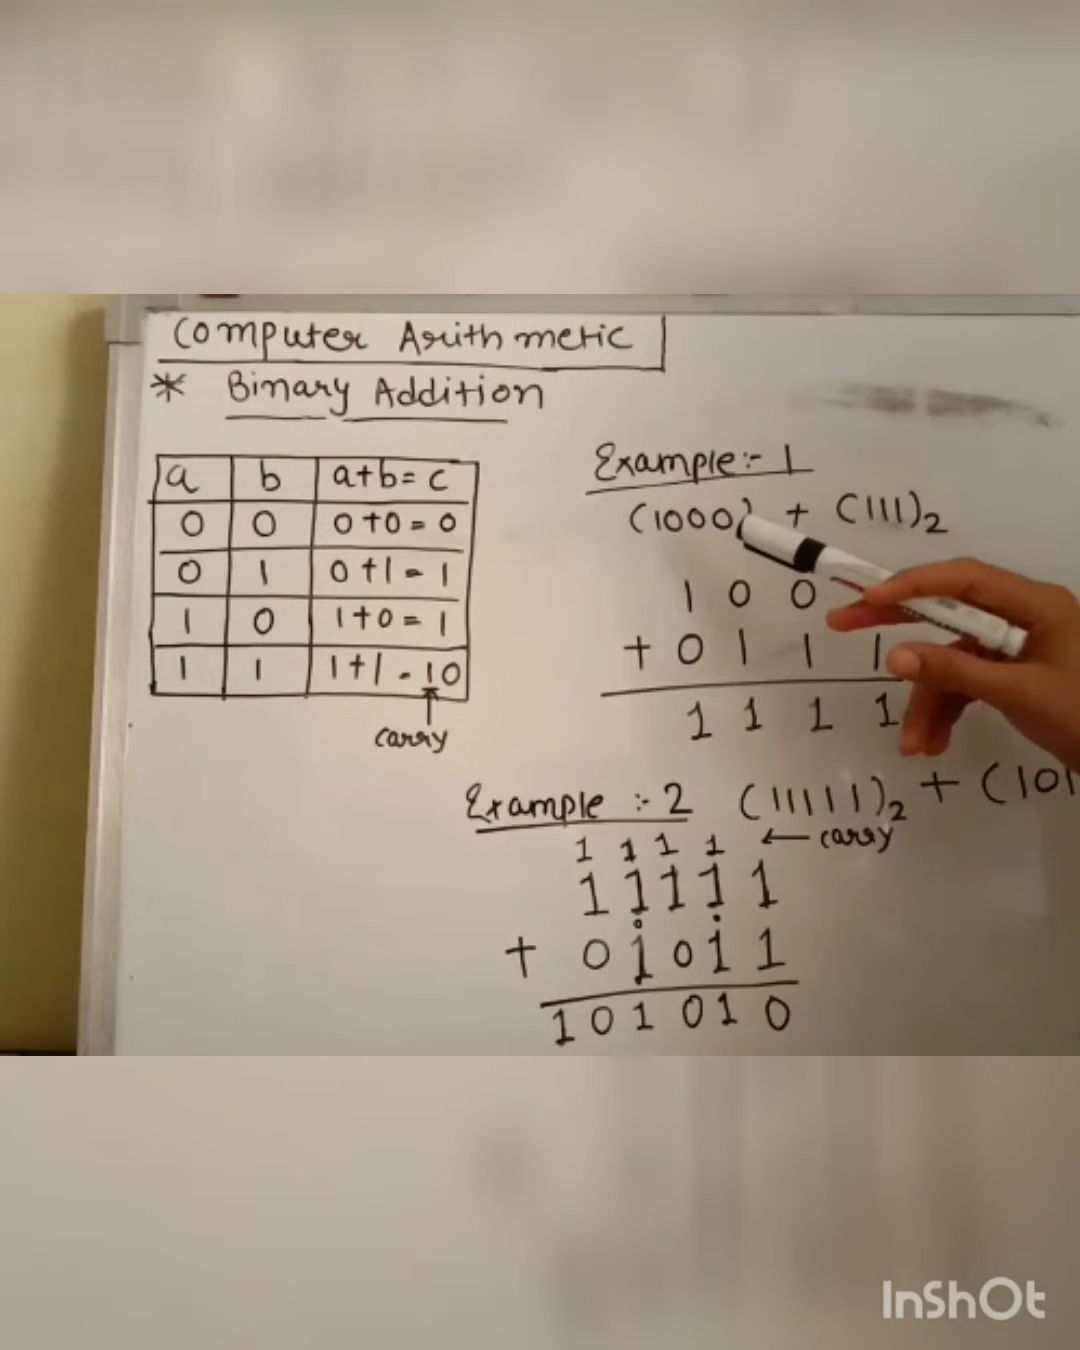 Computer Arithmetic
* Binary Addition
a b a+b= c
0 0 0+0=0
0 1 0+1=1
1 0 1+0=1
1 1 1+1=10
carry
Example:- 1
(1000) + (111)2
1 0 0
+ 0 1 1 1
1 1 1 1
Example :- 2 (11111)2 + (101
1 1 1 1 ← carry
1 1 1 1 1
+ 0 1 0 1 1
1 0 1 0 1 0
InShOt